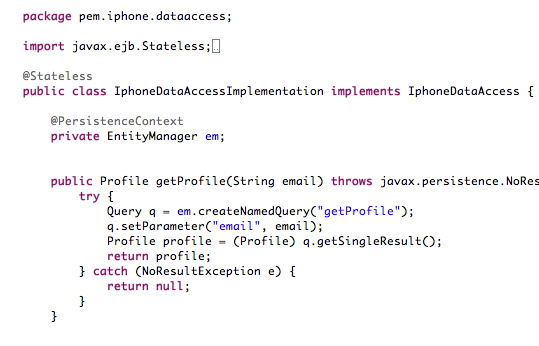 package pem.iphone.dataaccess;
import javax.ejb.Stateless;
@Stateless
public class IphoneDataAccessImplementation implements IphoneDataAccess {
@PersistenceContext
private EntityManager em;
public Profile getProfile(String email) throws javax.persistence.NoRes
try {
Query q = em.createNamedQuery("getProfile");
q.setParameter("email", email);
Profile profile = (Profile) q.getSingleResult();
return profile;
} catch (NoResultException e) {
return null;
}
}